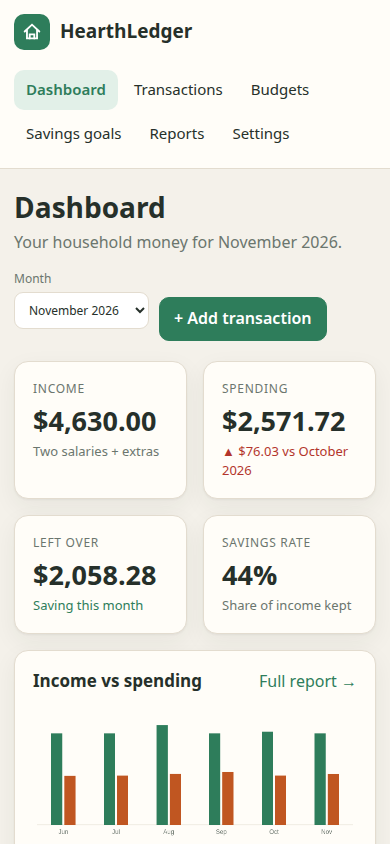 HearthLedger
Dashboard
Transactions
Budgets
Savings goals
Reports
Settings
Dashboard
Your household money for November 2026.
Month
November 2026
+ Add transaction
INCOME
$4,630.00
Two salaries + extras
SPENDING
$2,571.72
▲ $76.03 vs October
2026
LEFT OVER
$2,058.28
Saving this month
SAVINGS RATE
44%
Share of income kept
Income vs spending
Full report →
Jun
Jul
Aug
Sep
Oct
Nov